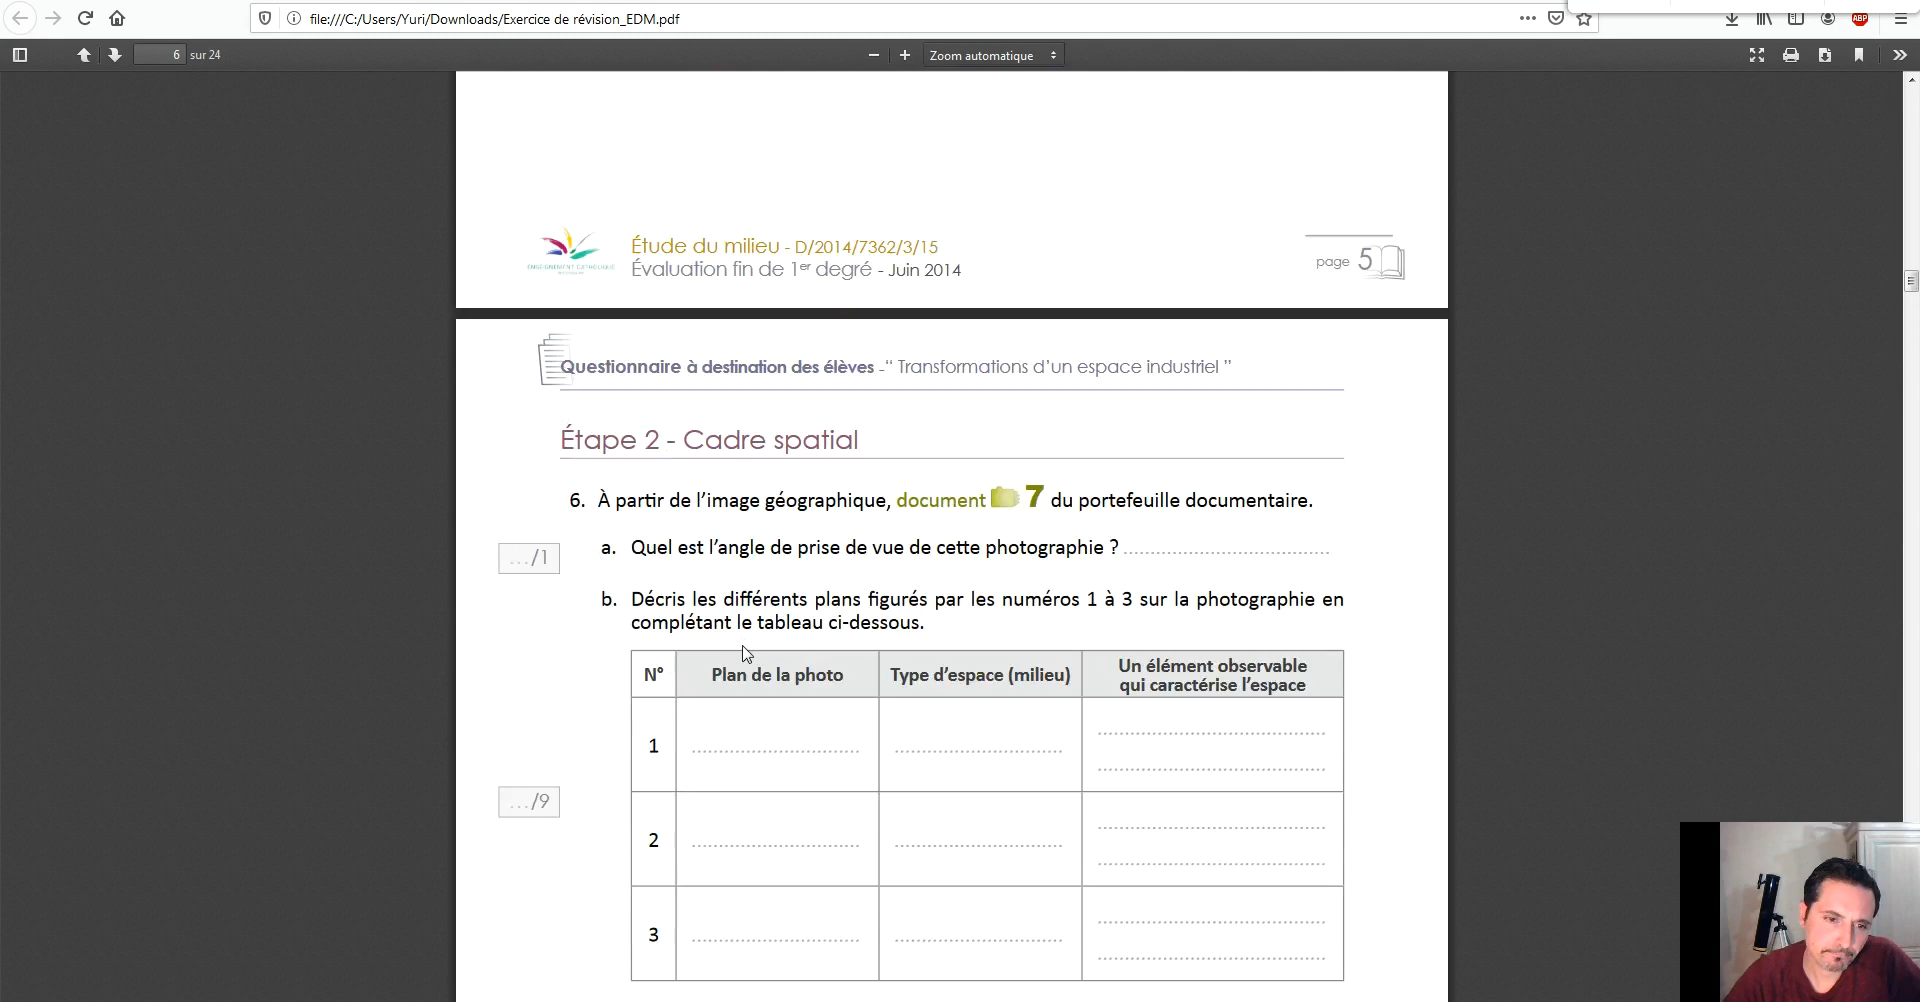 file:///C:/Users/Yuri/Downloads/Exercice de révision_EDM.pdf
ABP
6 sur 24
Zoom automatique
ENSEIGNEMENT CATHOLIQUE
Étude du milieu - D/2014/7362/3/15
Évaluation fin de 1er degré - Juin 2014
page 5
Questionnaire à destination des élèves -“ Transformations d’un espace industriel ”
Étape 2 - Cadre spatial
6. À partir de l’image géographique, document 7 du portefeuille documentaire.
.../1
a. Quel est l’angle de prise de vue de cette photographie ? ....................................
b. Décris les différents plans figurés par les numéros 1 à 3 sur la photographie en
complétant le tableau ci-dessous.
N° Plan de la photo Type d’espace (milieu) Un élément observable
qui caractérise l’espace
1
.../9
2
3